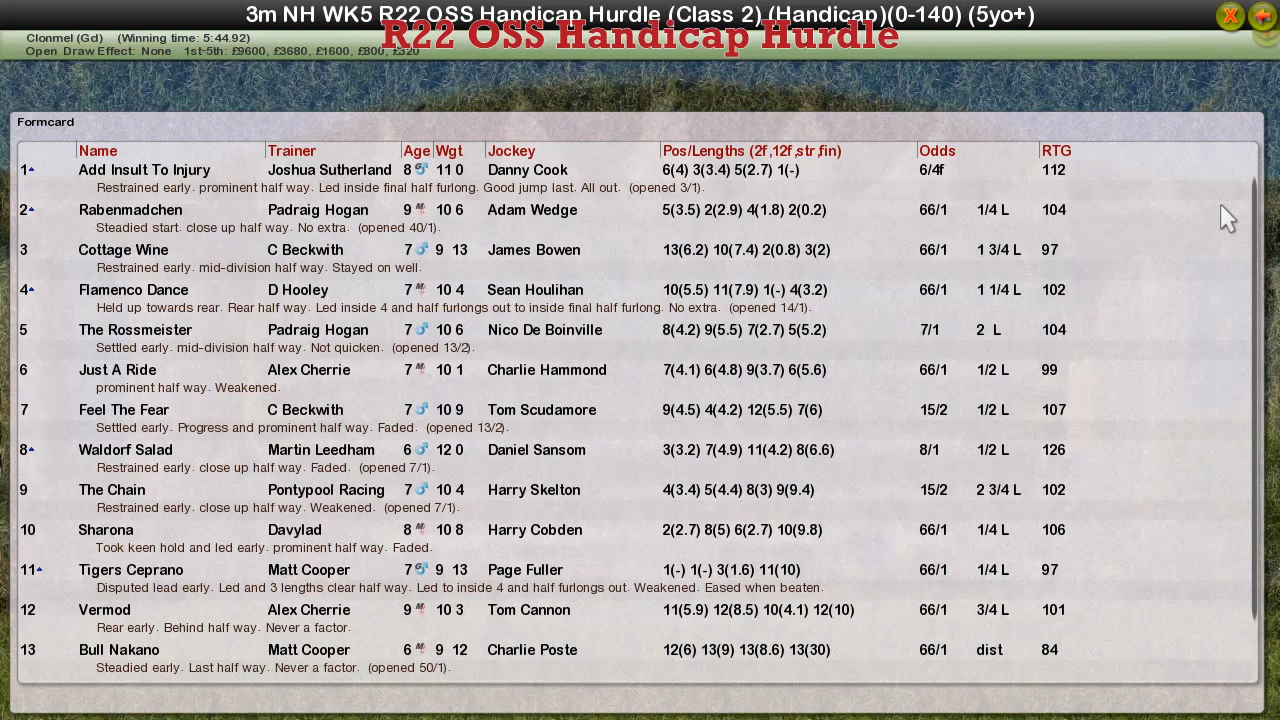 3m NH WK5 R22 OSS Handicap Hurdle (Class 2) (Handicap)(0-140) (5yo+)
R22 OSS Handicap Hurdle
Clonmel (Gd) (Winning time: 5:44.92)
Open Draw Effect: None 1st-5th: £9600, £3680, £1600, £800, £320
Formcard
Name Trainer Age Wgt Jockey Pos/Lengths (2f,12f,str,fin) Odds RTG
1 Add Insult To Injury Joshua Sutherland 8 11 0 Danny Cook 6(4) 3(3.4) 5(2.7) 1(-) 6/4f 112
Restrained early. prominent half way. Led inside final half furlong. Good jump last. All out. (opened 3/1).
2 Rabenmadchen Padraig Hogan 9 10 6 Adam Wedge 5(3.5) 2(2.9) 4(1.8) 2(0.2) 66/1 1/4 L 104
Steadied start. close up half way. No extra. (opened 40/1).
3 Cottage Wine C Beckwith 7 9 13 James Bowen 13(6.2) 10(7.4) 2(0.8) 3(2) 66/1 1 3/4 L 97
Restrained early. mid-division half way. Stayed on well.
4 Flamenco Dance D Hooley 7 10 4 Sean Houlihan 10(5.5) 11(7.9) 1(-) 4(3.2) 66/1 1 1/4 L 102
Held up towards rear. Rear half way. Led inside 4 and half furlongs out to inside final half furlong. No extra. (opened 14/1).
5 The Rossmeister Padraig Hogan 7 10 6 Nico De Boinville 8(4.2) 9(5.5) 7(2.7) 5(5.2) 7/1 2 L 104
Settled early. mid-division half way. Not quicken. (opened 13/2).
6 Just A Ride Alex Cherrie 7 10 1 Charlie Hammond 7(4.1) 6(4.8) 9(3.7) 6(5.6) 66/1 1/2 L 99
prominent half way. Weakened.
7 Feel The Fear C Beckwith 7 10 9 Tom Scudamore 9(4.5) 4(4.2) 12(5.5) 7(6) 15/2 1/2 L 107
Settled early. Progress and prominent half way. Faded. (opened 13/2).
8 Waldorf Salad Martin Leedham 6 12 0 Daniel Sansom 3(3.2) 7(4.9) 11(4.2) 8(6.6) 8/1 1/2 L 126
Restrained early. close up half way. Faded. (opened 7/1).
9 The Chain Pontypool Racing 7 10 4 Harry Skelton 4(3.4) 5(4.4) 8(3) 9(9.4) 15/2 2 3/4 L 102
Restrained early. close up half way. Weakened. (opened 7/1).
10 Sharona Davylad 8 10 8 Harry Cobden 2(2.7) 8(5) 6(2.7) 10(9.8) 66/1 1/4 L 106
Took keen hold and led early. prominent half way. Faded.
11 Tigers Ceprano Matt Cooper 7 9 13 Page Fuller 1(-) 1(-) 3(1.6) 11(10) 66/1 1/4 L 97
Disputed lead early. Led and 3 lengths clear half way. Led to inside 4 and half furlongs out. Weakened. Eased when beaten.
12 Vermod Alex Cherrie 9 10 3 Tom Cannon 11(5.9) 12(8.5) 10(4.1) 12(10) 66/1 3/4 L 101
Rear early. Behind half way. Never a factor.
13 Bull Nakano Matt Cooper 6 9 12 Charlie Poste 12(6) 13(9) 13(8.6) 13(30) 66/1 dist 84
Steadied early. Last half way. Never a factor. (opened 50/1).